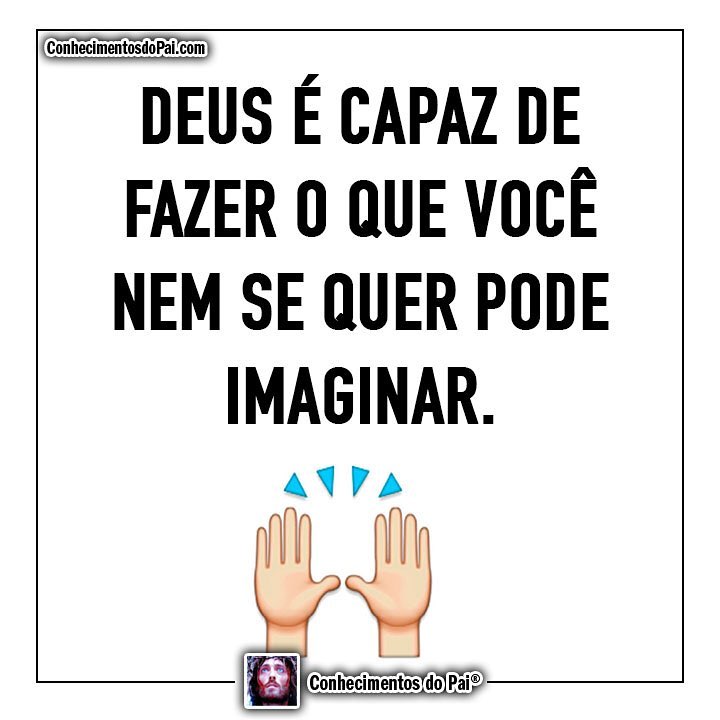 ConhecimentosdoPai.com
DEUS É CAPAZ DE
FAZER O QUE VOCÊ
NEM SE QUER PODE
IMAGINAR.
Conhecimentos do Pai®